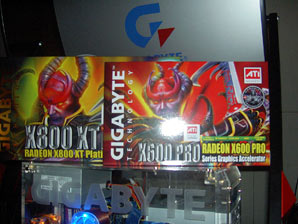 GIGABYTE
X800 XT
RADEON X800 XT Plati
GIGABYTE
TECHNOLOGY
ATI
X600 PRO
RADEON X600 PRO
Series Graphics Accelerator
GIGABYTE